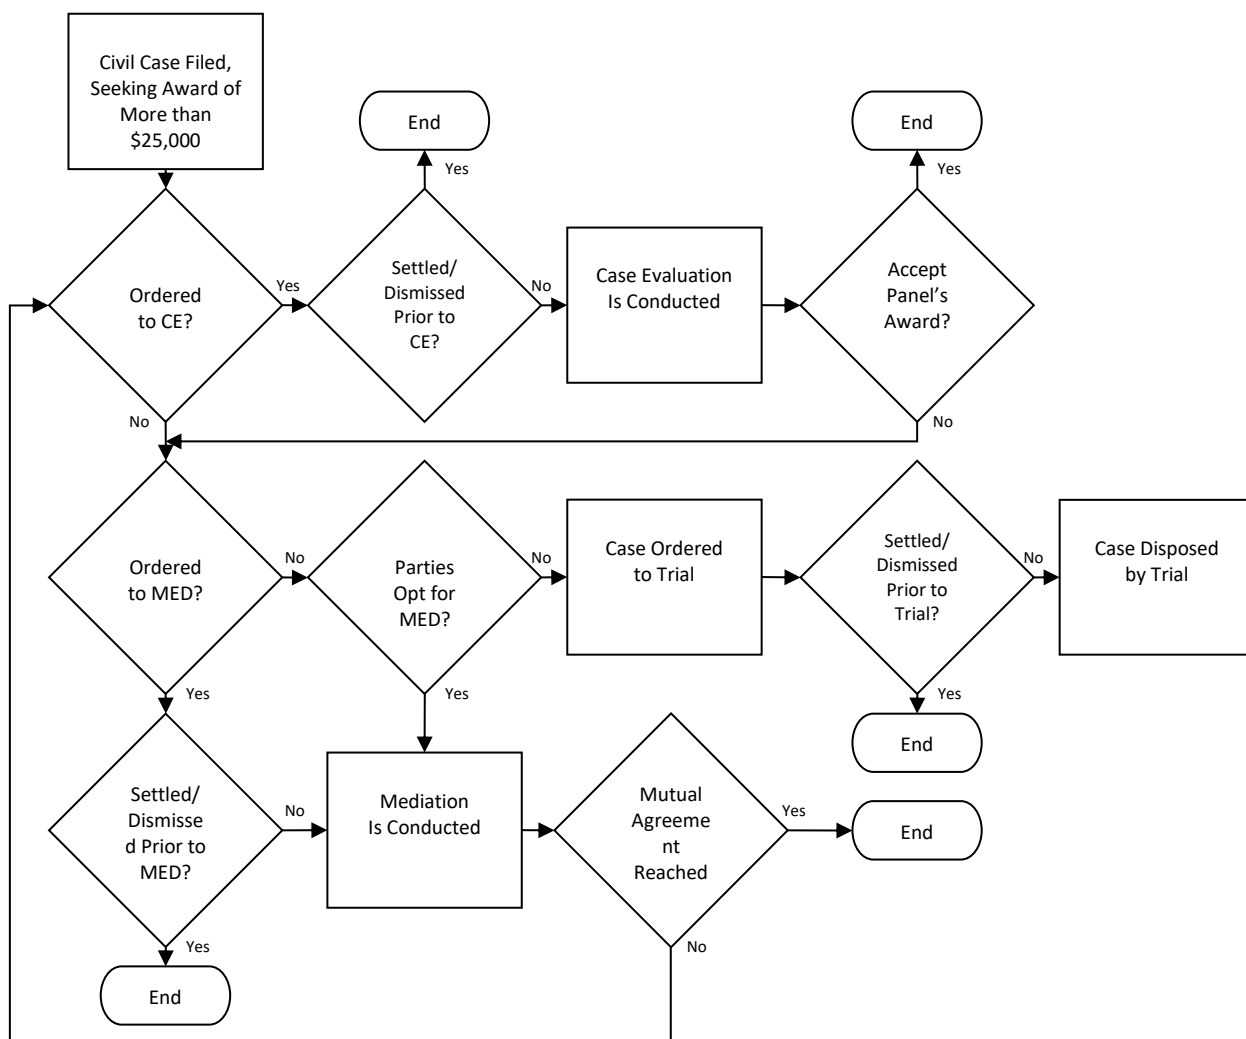 Civil Case Filed,
Seeking Award of
More than
$25,000
End
Yes
End
Yes
Ordered
to CE?
Yes
No
Settled/
Dismissed
Prior to
CE?
No
Case Evaluation
Is Conducted
Accept
Panel's
Award?
No
Ordered
to MED?
No
Yes
Parties
Opt for
MED?
No
Yes
Case Ordered
to Trial
Settled/
Dismissed
Prior to
Trial?
No
Yes
Case Disposed
by Trial
End
Settled/
Dismisse
d Prior to
MED?
No
Yes
Mediation
Is Conducted
Mutual
Agreeme
nt
Reached
Yes
No
End
End